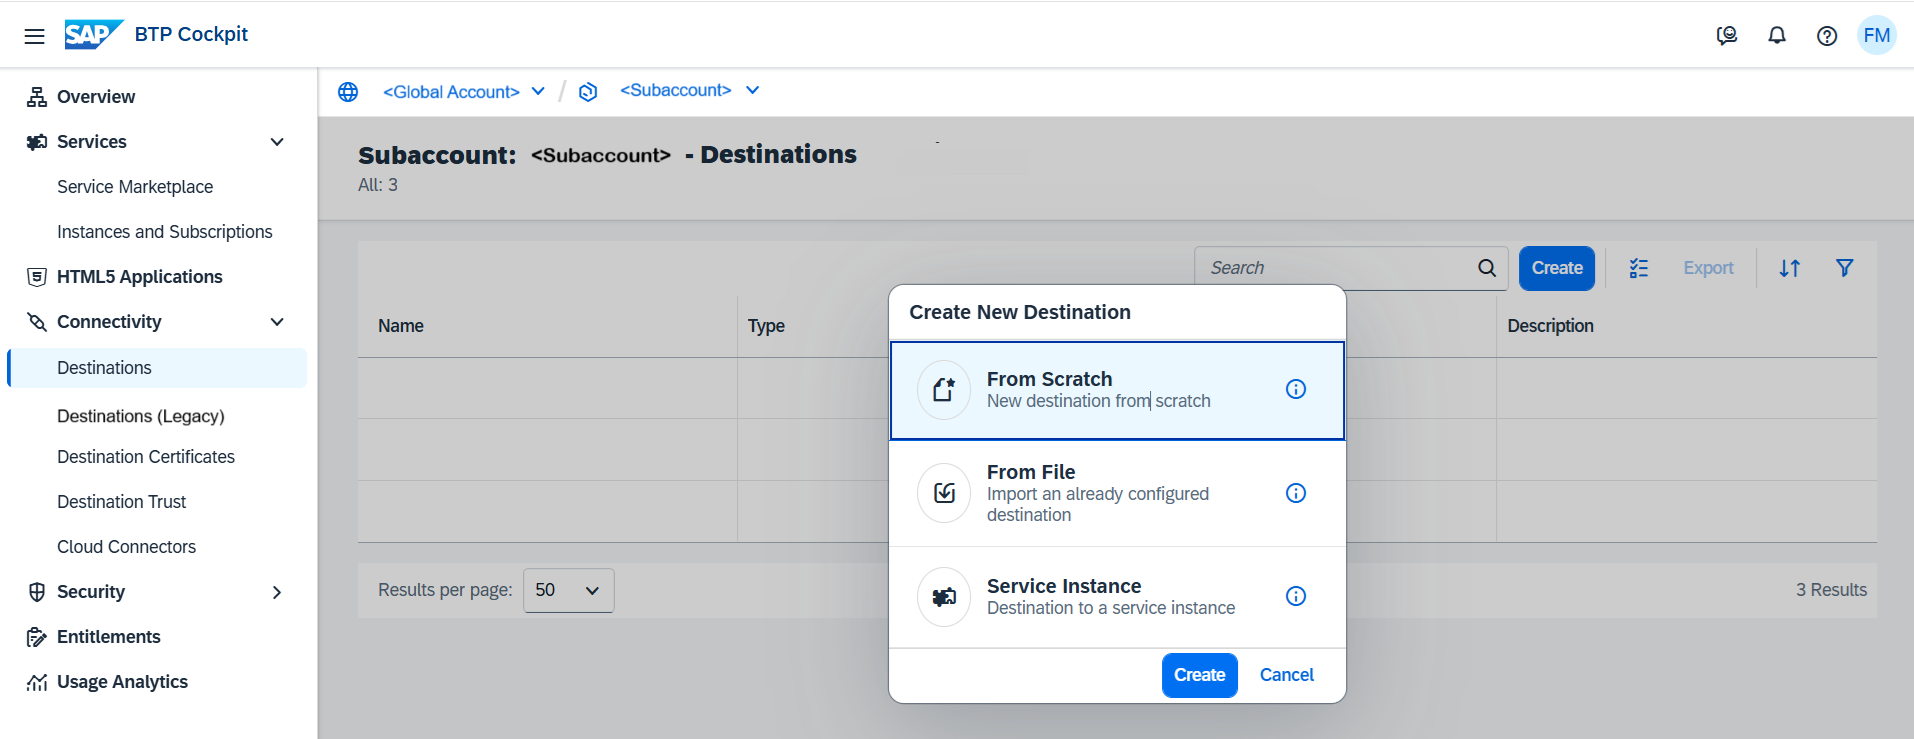 SAP BTP Cockpit FM
Overview
Services
Service Marketplace
Instances and Subscriptions
HTML5 Applications
Connectivity
Destinations
Destinations (Legacy)
Destination Certificates
Destination Trust
Cloud Connectors
Security
Entitlements
Usage Analytics
<Global Account> / <Subaccount>
Subaccount: <Subaccount> - Destinations
All: 3
Search Create Export
Name Type Description
Results per page: 50 3 Results
Create New Destination
From Scratch
New destination from scratch
From File
Import an already configured
destination
Service Instance
Destination to a service instance
Create Cancel